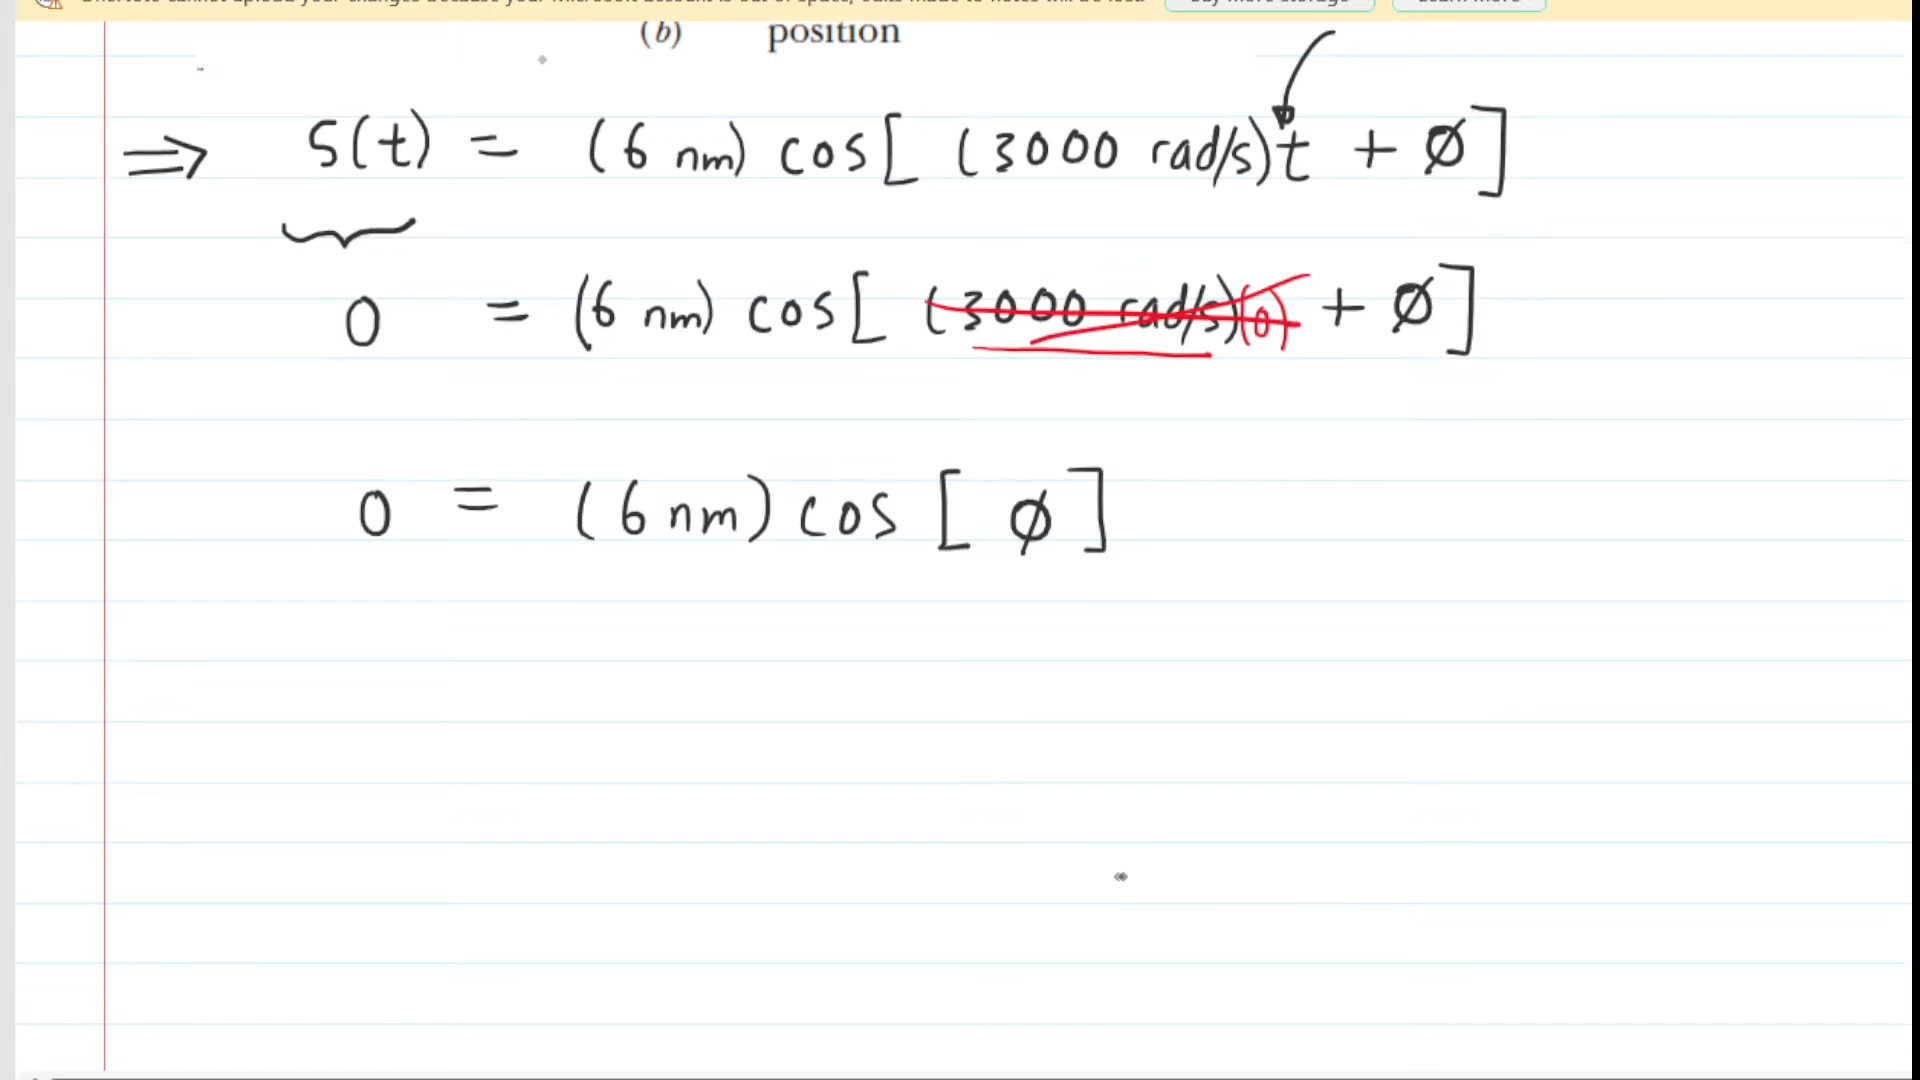 (b) position
⇒ S(t) = (6 nm) cos[ (3000 rad/s)t + Ø]
0 = (6 nm) cos[ (3000 rad/s)(0) + Ø]
0 = (6 nm) cos [ Ø ]